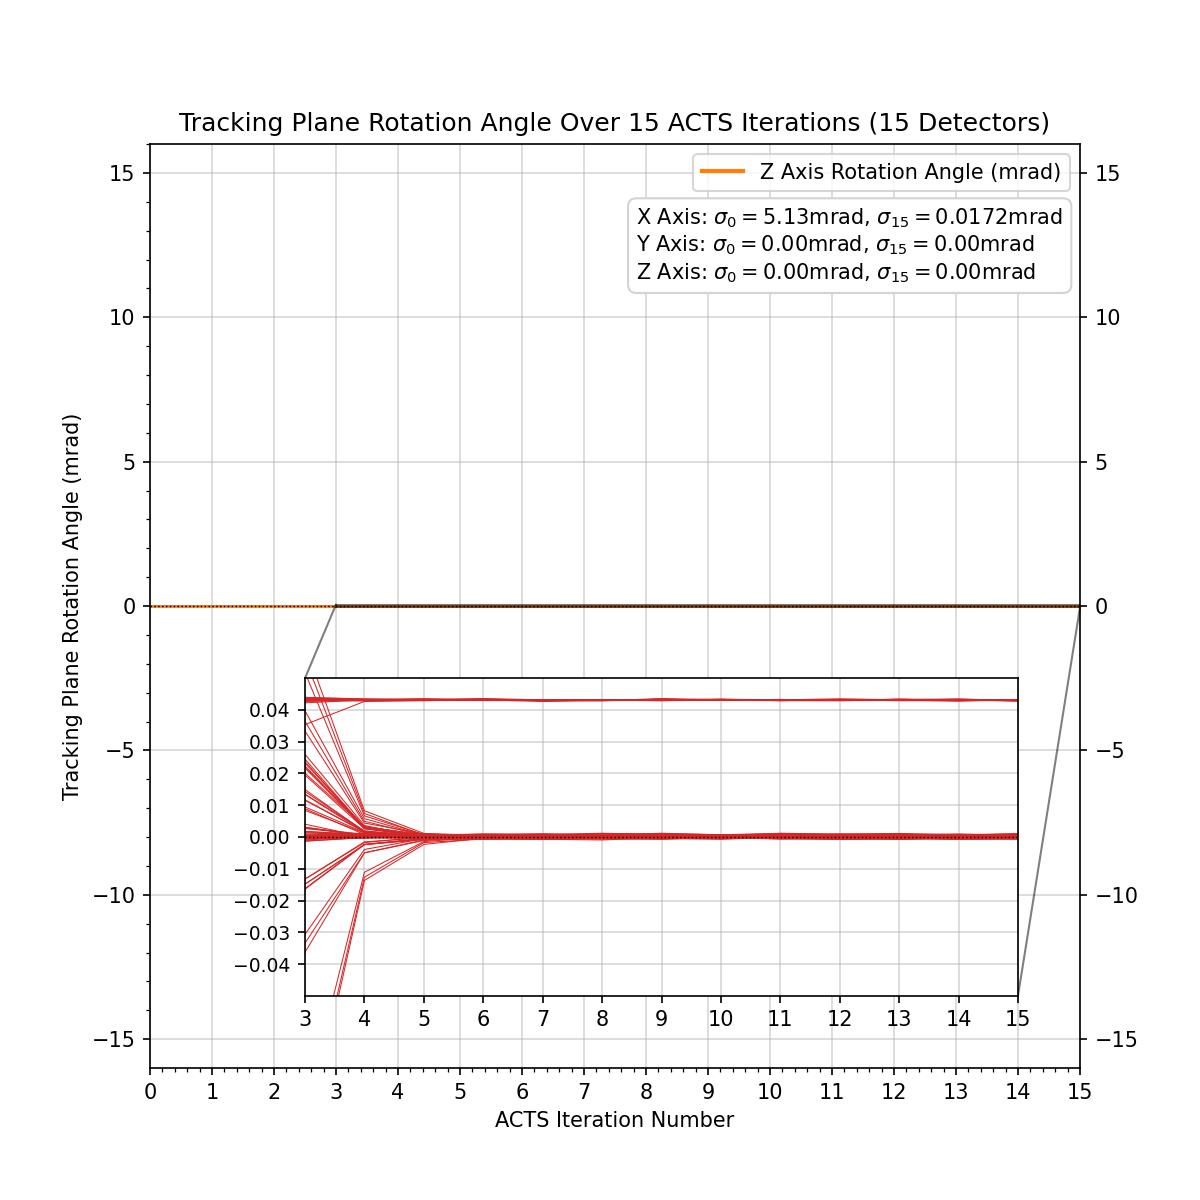 Tracking Plane Rotation Angle Over 15 ACTS Iterations (15 Detectors)
Z Axis Rotation Angle (mrad)
X Axis: σ₀ = 5.13mrad, σ₁₅ = 0.0172mrad
Y Axis: σ₀ = 0.00mrad, σ₁₅ = 0.00mrad
Z Axis: σ₀ = 0.00mrad, σ₁₅ = 0.00mrad
Tracking Plane Rotation Angle (mrad)
15
10
5
0
−5
−10
−15
15
10
5
0
−5
−10
−15
0.04
0.03
0.02
0.01
0.00
−0.01
−0.02
−0.03
−0.04
3 4 5 6 7 8 9 10 11 12 13 14 15
0 1 2 3 4 5 6 7 8 9 10 11 12 13 14 15
ACTS Iteration Number